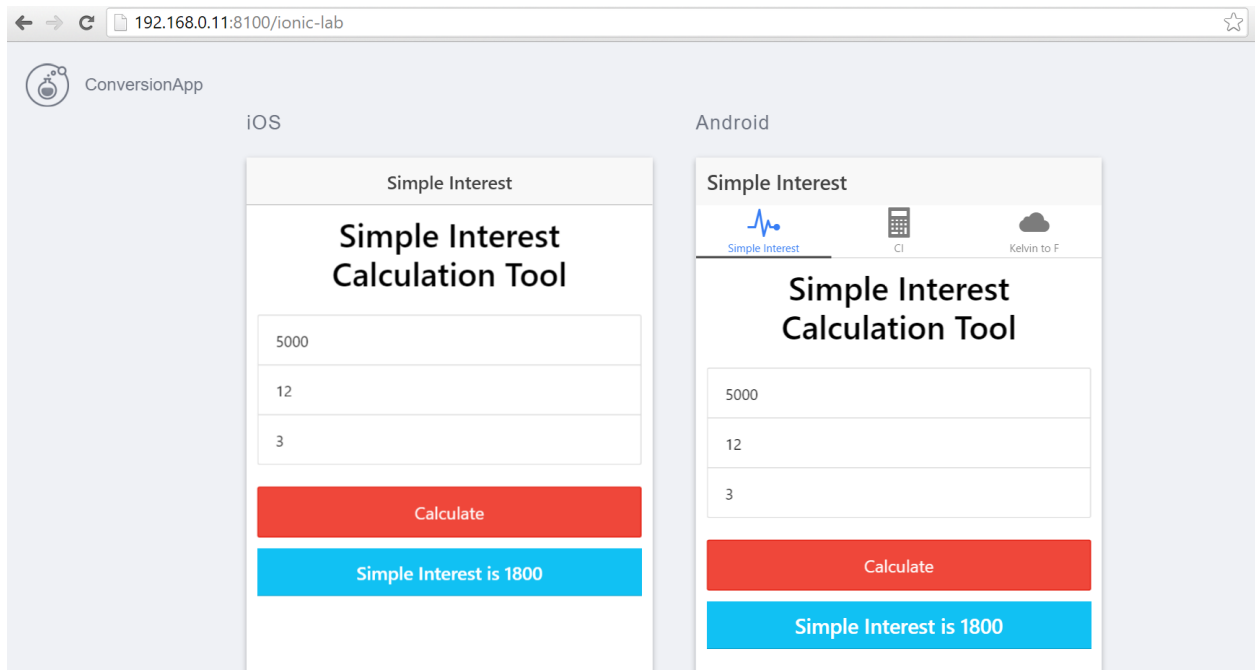 192.168.0.11:8100/ionic-lab
ConversionApp
iOS
Simple Interest
Simple Interest
Calculation Tool
5000
12
3
Calculate
Simple Interest is 1800
Android
Simple Interest
Simple Interest CI Kelvin to F
Simple Interest
Calculation Tool
5000
12
3
Calculate
Simple Interest is 1800